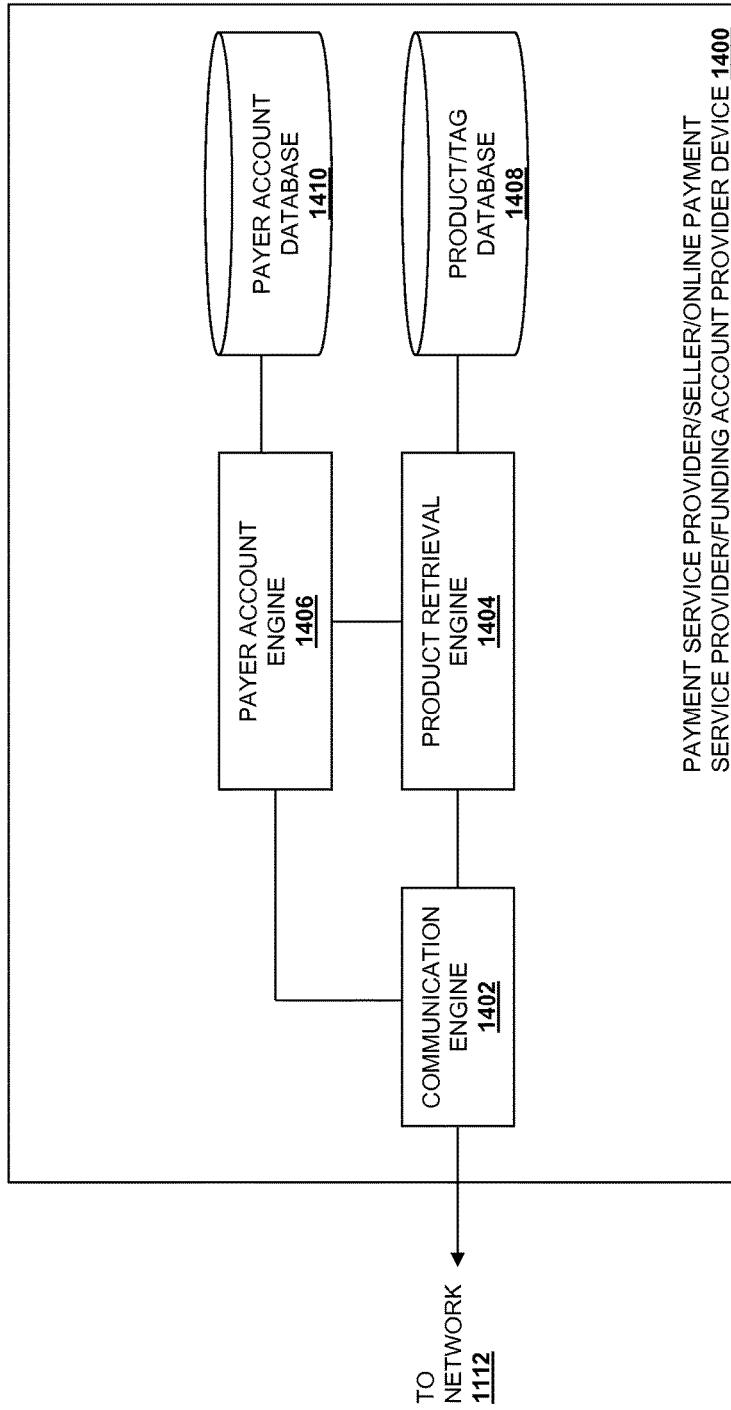 TO
NETWORK
1112
COMMUNICATION
ENGINE
1402
PAYER ACCOUNT
ENGINE
1406
PRODUCT RETRIEVAL
ENGINE
1404
PAYER ACCOUNT
DATABASE
1410
PRODUCT/TAG
DATABASE
1408
PAYMENT SERVICE PROVIDER/SELLER/ONLINE PAYMENT
SERVICE PROVIDER/FUNDING ACCOUNT PROVIDER DEVICE 1400